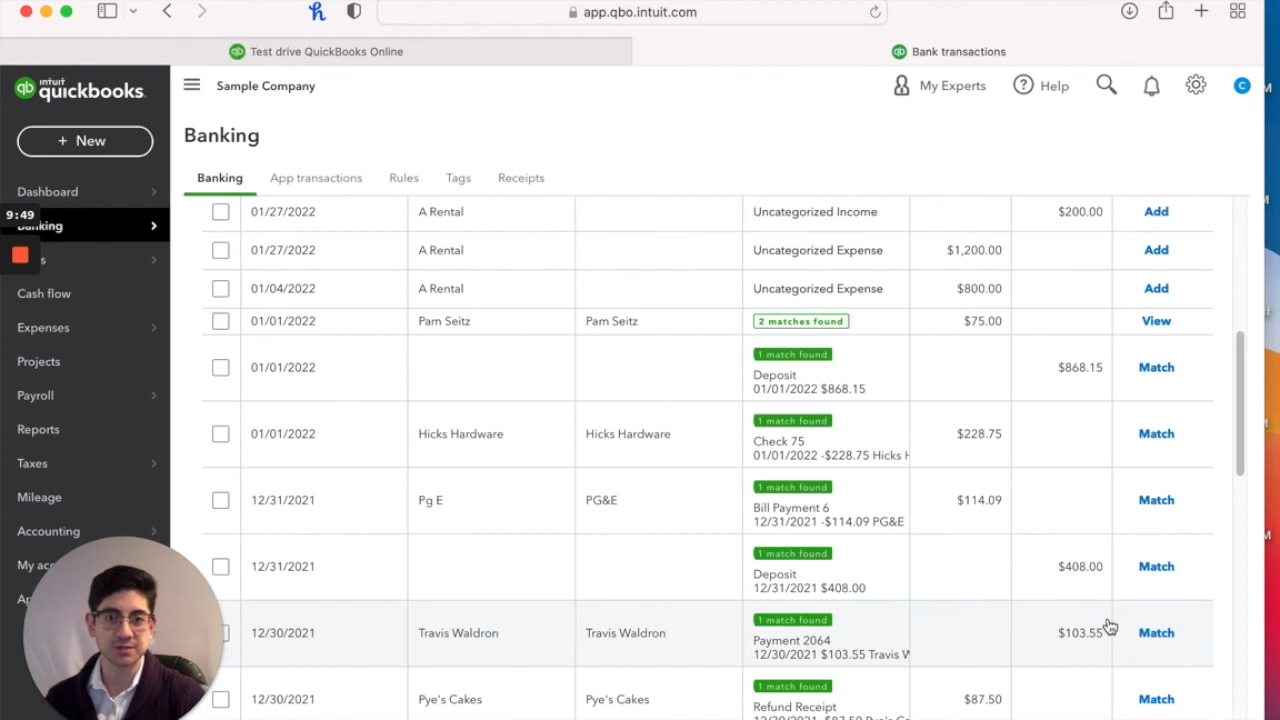 app.qbo.intuit.com
Test drive QuickBooks Online
Bank transactions
intuit
quickbooks.
Sample Company
My Experts
Help
C
+ New
Banking
Banking App transactions Rules Tags Receipts
Dashboard
9:49
Banking
Cash flow
Expenses
Projects
Payroll
Reports
Taxes
Mileage
Accounting
01/27/2022 A Rental Uncategorized Income $200.00 Add
01/27/2022 A Rental Uncategorized Expense $1,200.00 Add
01/04/2022 A Rental Uncategorized Expense $800.00 Add
01/01/2022 Pam Seitz Pam Seitz 2 matches found $75.00 View
1 match found
01/01/2022 Deposit $868.15 Match
01/01/2022 $868.15
1 match found
01/01/2022 Hicks Hardware Hicks Hardware Check 75 $228.75 Match
01/01/2022 -$228.75 Hicks H
1 match found
12/31/2021 Pg E PG&E Bill Payment 6 $114.09 Match
12/31/2021 -$114.09 PG&E
1 match found
12/31/2021 Deposit $408.00 Match
12/31/2021 $408.00
1 match found
12/30/2021 Travis Waldron Travis Waldron Payment 2064 $103.55 Match
12/30/2021 $103.55 Travis W
1 match found
12/30/2021 Pye's Cakes Pye's Cakes Refund Receipt $87.50 Match